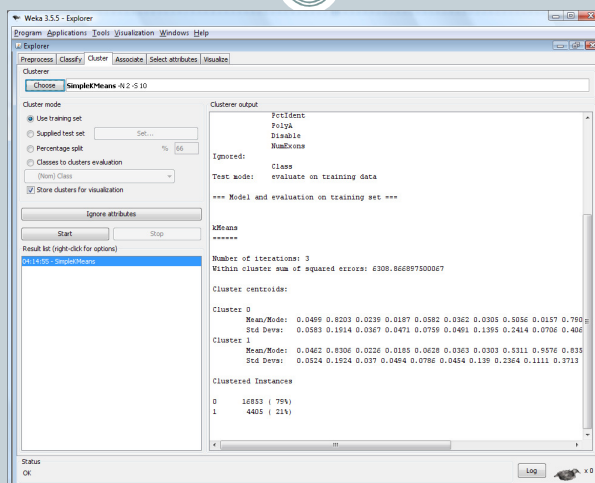 Weka 3.5.5 - Explorer
Program Applications Tools Visualization Windows Help
Explorer
Preprocess Classify Cluster Associate Select attributes Visualize
Clusterer
Choose SimpleKMeans -N 2 -S 10
Cluster mode
Use training set
Supplied test set Set...
Percentage split % 66
Classes to clusters evaluation
(Nom) Class
Store clusters for visualization
Ignore attributes
Start Stop
Result list (right-click for options)
04:14:55 - SimpleKMeans
Clusterer output
PctIdent
PolyA
Disable
NumExons
Ignored:
Class
Test mode: evaluate on training data
=== Model and evaluation on training set ===
kMeans
======
Number of iterations: 3
Within cluster sum of squared errors: 6308.866897500067
Cluster centroids:
Cluster 0
Mean/Mode: 0.0499 0.8203 0.0239 0.0187 0.0582 0.0362 0.0305 0.5056 0.0157 0.790
Std Devs: 0.0583 0.1914 0.0367 0.0471 0.0759 0.0491 0.1395 0.2414 0.0706 0.406
Cluster 1
Mean/Mode: 0.0462 0.8306 0.0226 0.0185 0.0628 0.0363 0.0303 0.5311 0.9576 0.835
Std Devs: 0.0524 0.1924 0.037 0.0494 0.0786 0.0454 0.139 0.2364 0.1111 0.3713
Clustered Instances
0 16853 ( 79%)
1 4405 ( 21%)
Status
OK
Log
x 0